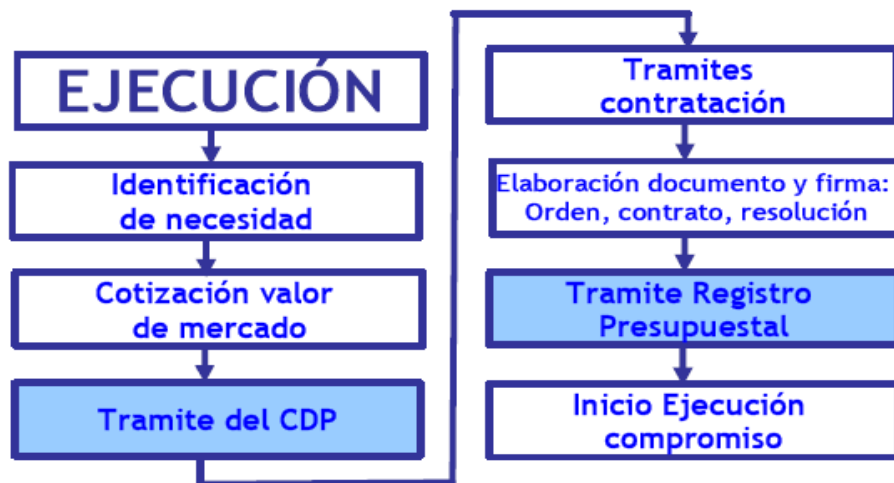 EJECUCIÓN
Identificación
de necesidad
Cotización valor
de mercado
Tramite del CDP
Tramites
contratación
Elaboración documento y firma:
Orden, contrato, resolución
Tramite Registro
Presupuestal
Inicio Ejecución
compromiso